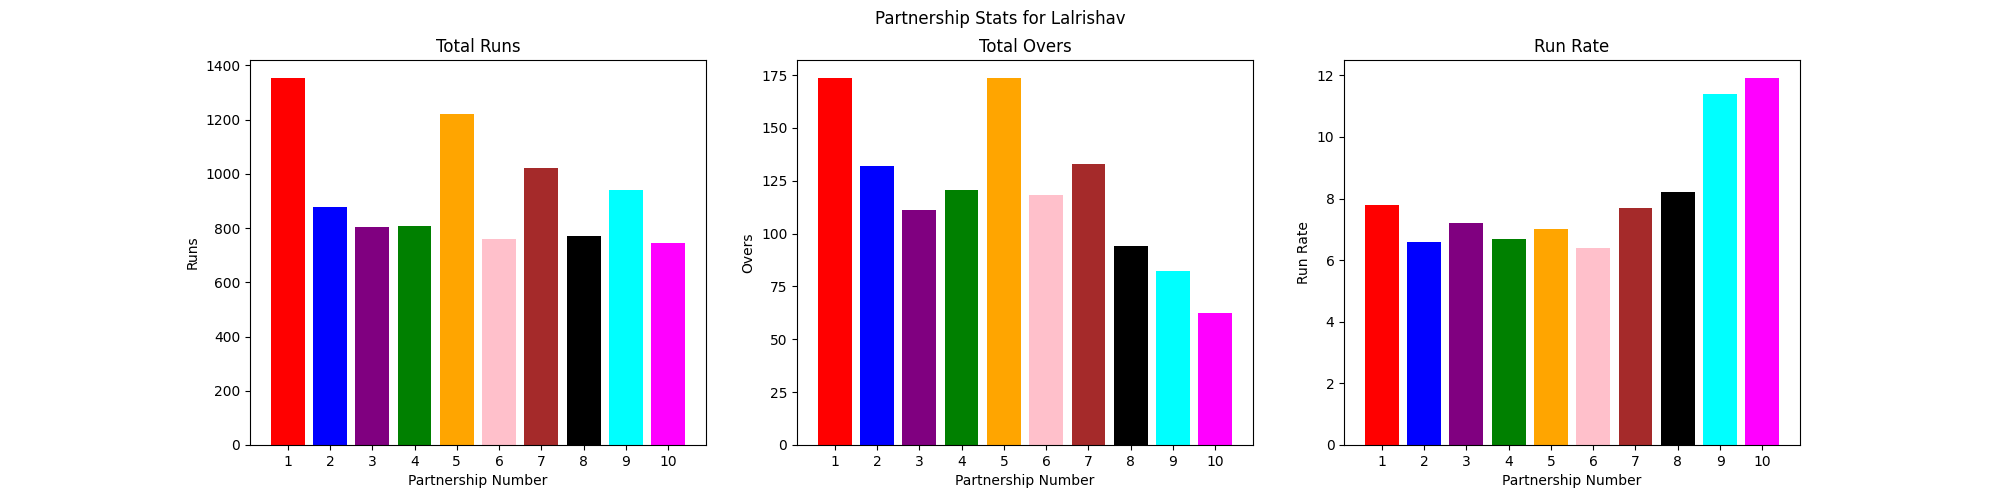 Partnership Stats for Lalrishav
Total Runs
1400
1200
1000
800
600
400
200
0
Runs
1 2 3 4 5 6 7 8 9 10
Partnership Number
Total Overs
175
150
125
100
75
50
25
0
Overs
1 2 3 4 5 6 7 8 9 10
Partnership Number
Run Rate
12
10
8
6
4
2
0
Run Rate
1 2 3 4 5 6 7 8 9 10
Partnership Number